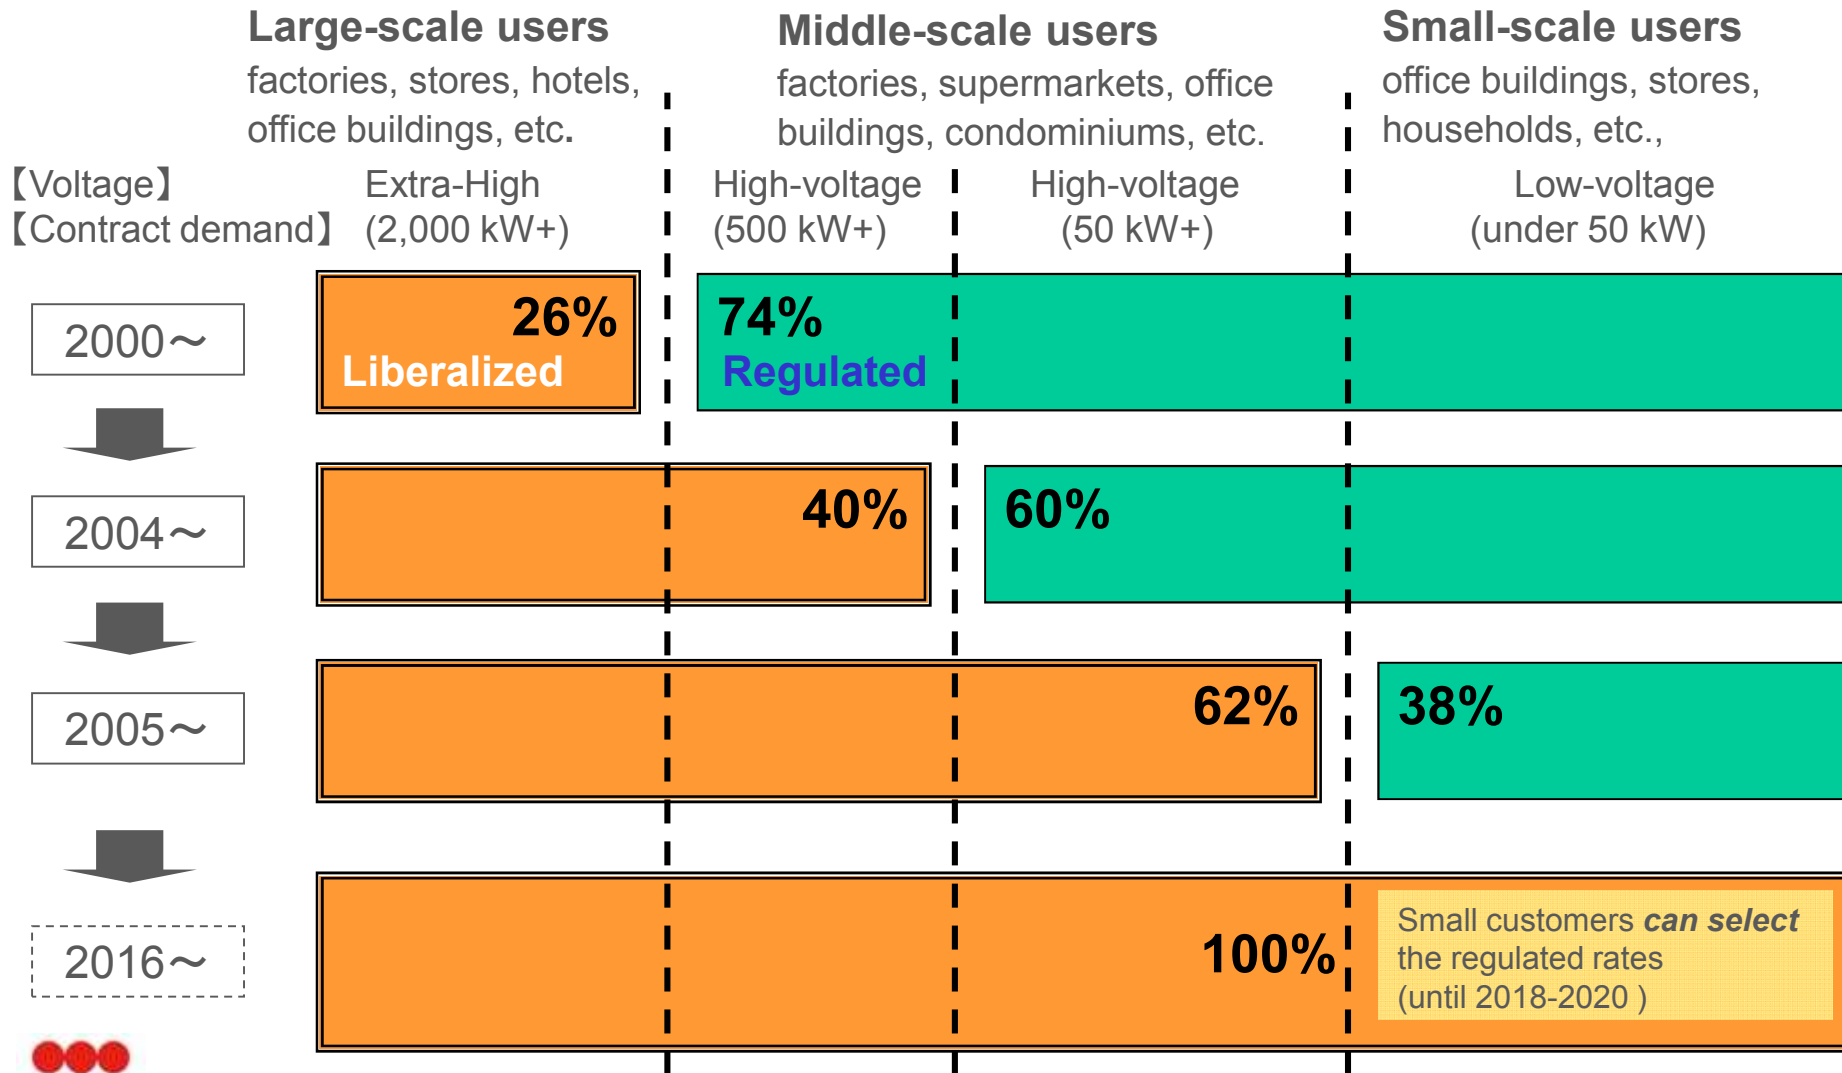 Large-scale users
factories, stores, hotels,
office buildings, etc.
Middle-scale users
factories, supermarkets, office
buildings, condominiums, etc.
Small-scale users
office buildings, stores,
households, etc.,
【Voltage】
【Contract demand】
Extra-High
(2,000 kW+)
High-voltage
(500 kW+)
High-voltage
(50 kW+)
Low-voltage
(under 50 kW)
2000～
26%
Liberalized
74%
Regulated
2004～
40%
60%
2005～
62%
38%
2016～
100%
Small customers can select
the regulated rates
(until 2018-2020 )